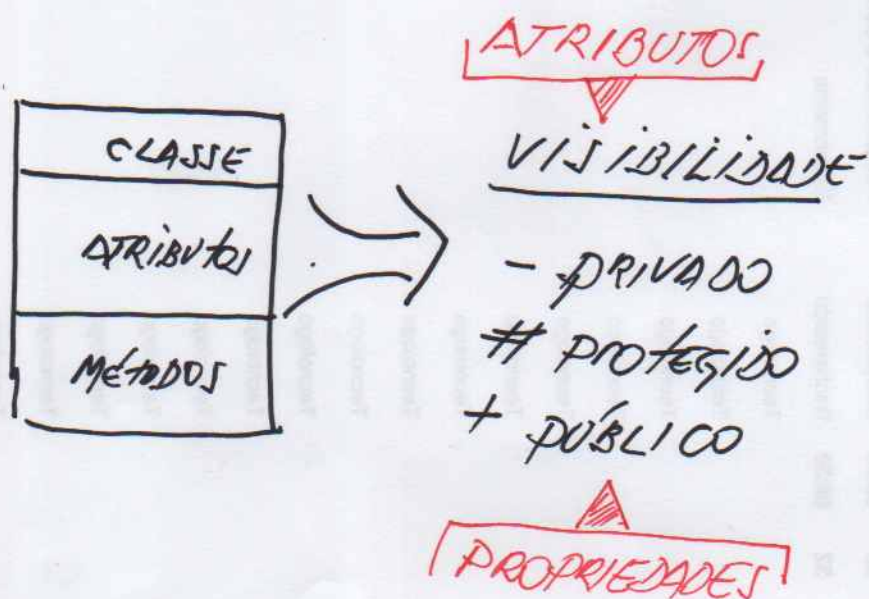 CLASSE
ATRIBUTOS
MÉTODOS
ATRIBUTOS
VISIBILIDADE
- PRIVADO
# PROTEGIDO
+ PÚBLICO
PROPRIEDADES